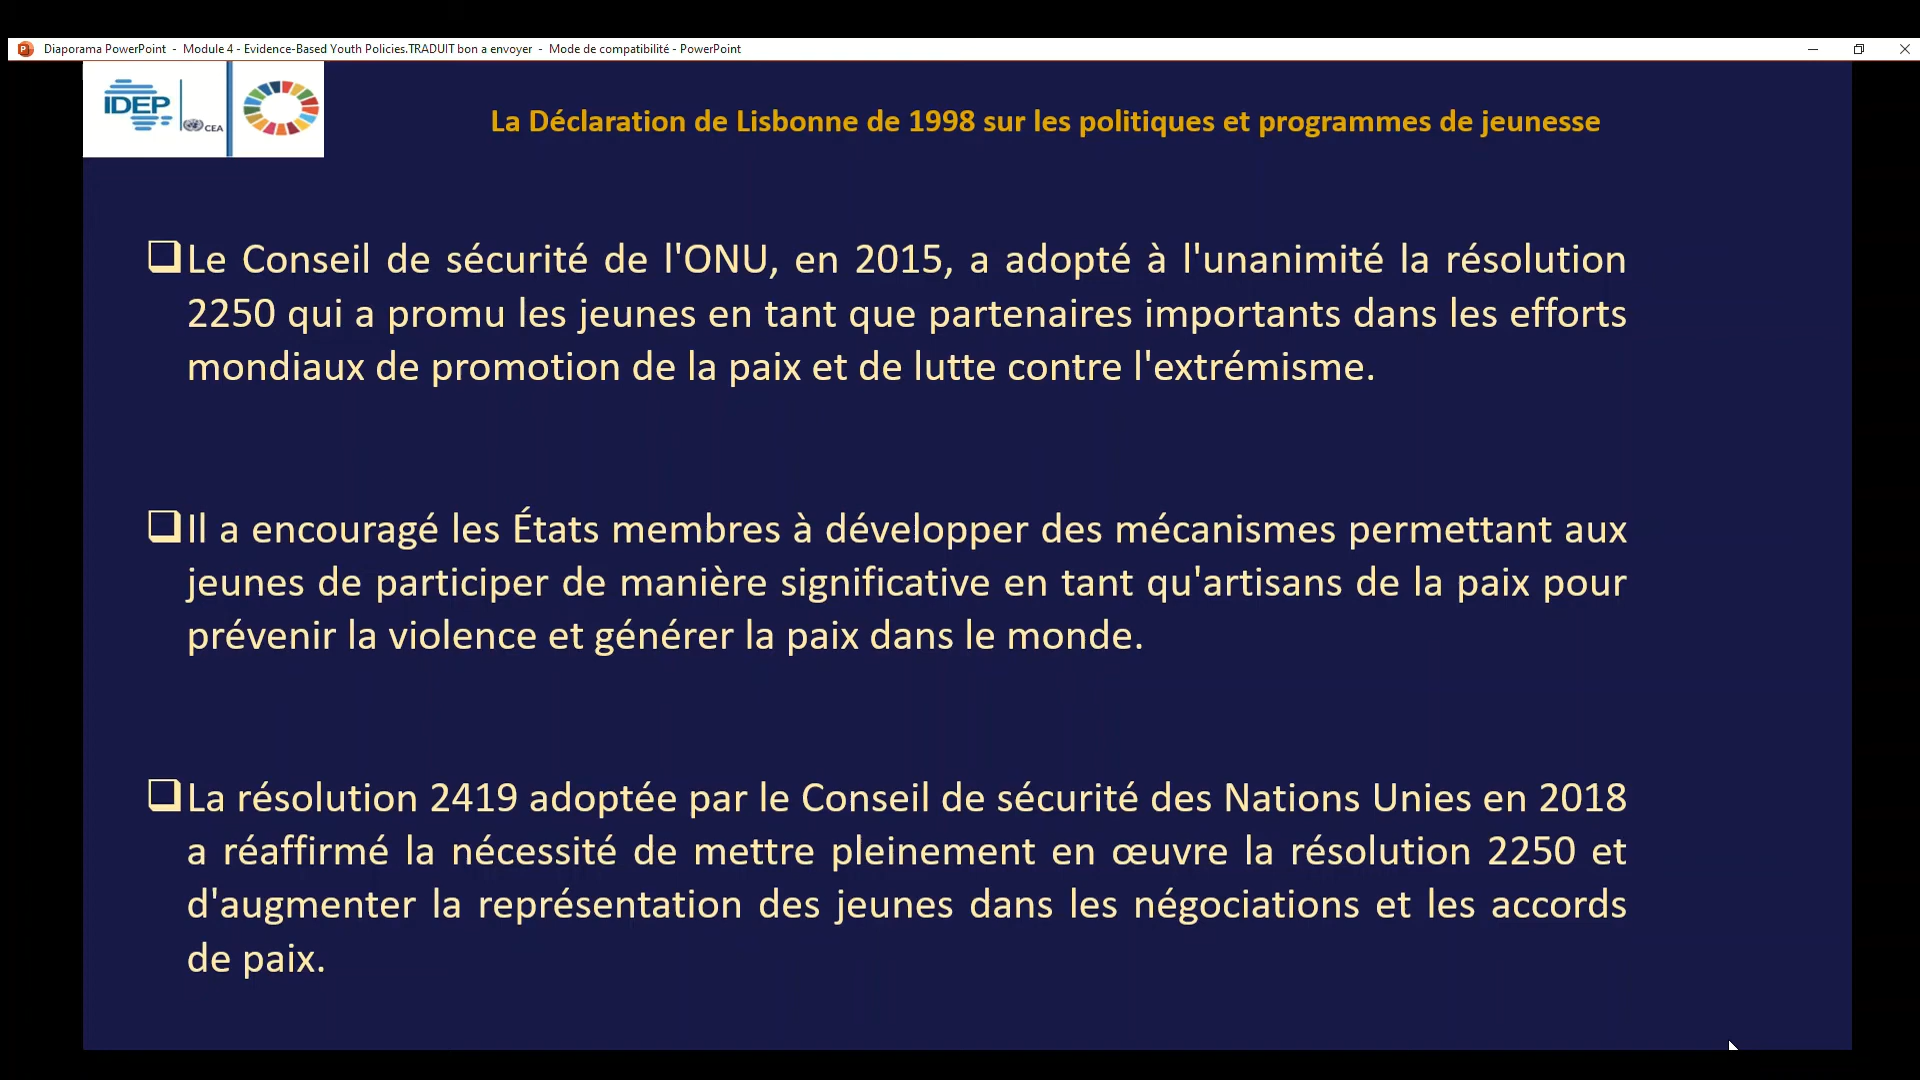 Diaporama PowerPoint - Module 4 - Evidence-Based Youth Policies.TRADUIT bon a envoyer - Mode de compatibilité - PowerPoint
IDEP
CEA
La Déclaration de Lisbonne de 1998 sur les politiques et programmes de jeunesse
Le Conseil de sécurité de l'ONU, en 2015, a adopté à l'unanimité la résolution
2250 qui a promu les jeunes en tant que partenaires importants dans les efforts
mondiaux de promotion de la paix et de lutte contre l'extrémisme.
Il a encouragé les États membres à développer des mécanismes permettant aux
jeunes de participer de manière significative en tant qu'artisans de la paix pour
prévenir la violence et générer la paix dans le monde.
La résolution 2419 adoptée par le Conseil de sécurité des Nations Unies en 2018
a réaffirmé la nécessité de mettre pleinement en œuvre la résolution 2250 et
d'augmenter la représentation des jeunes dans les négociations et les accords
de paix.